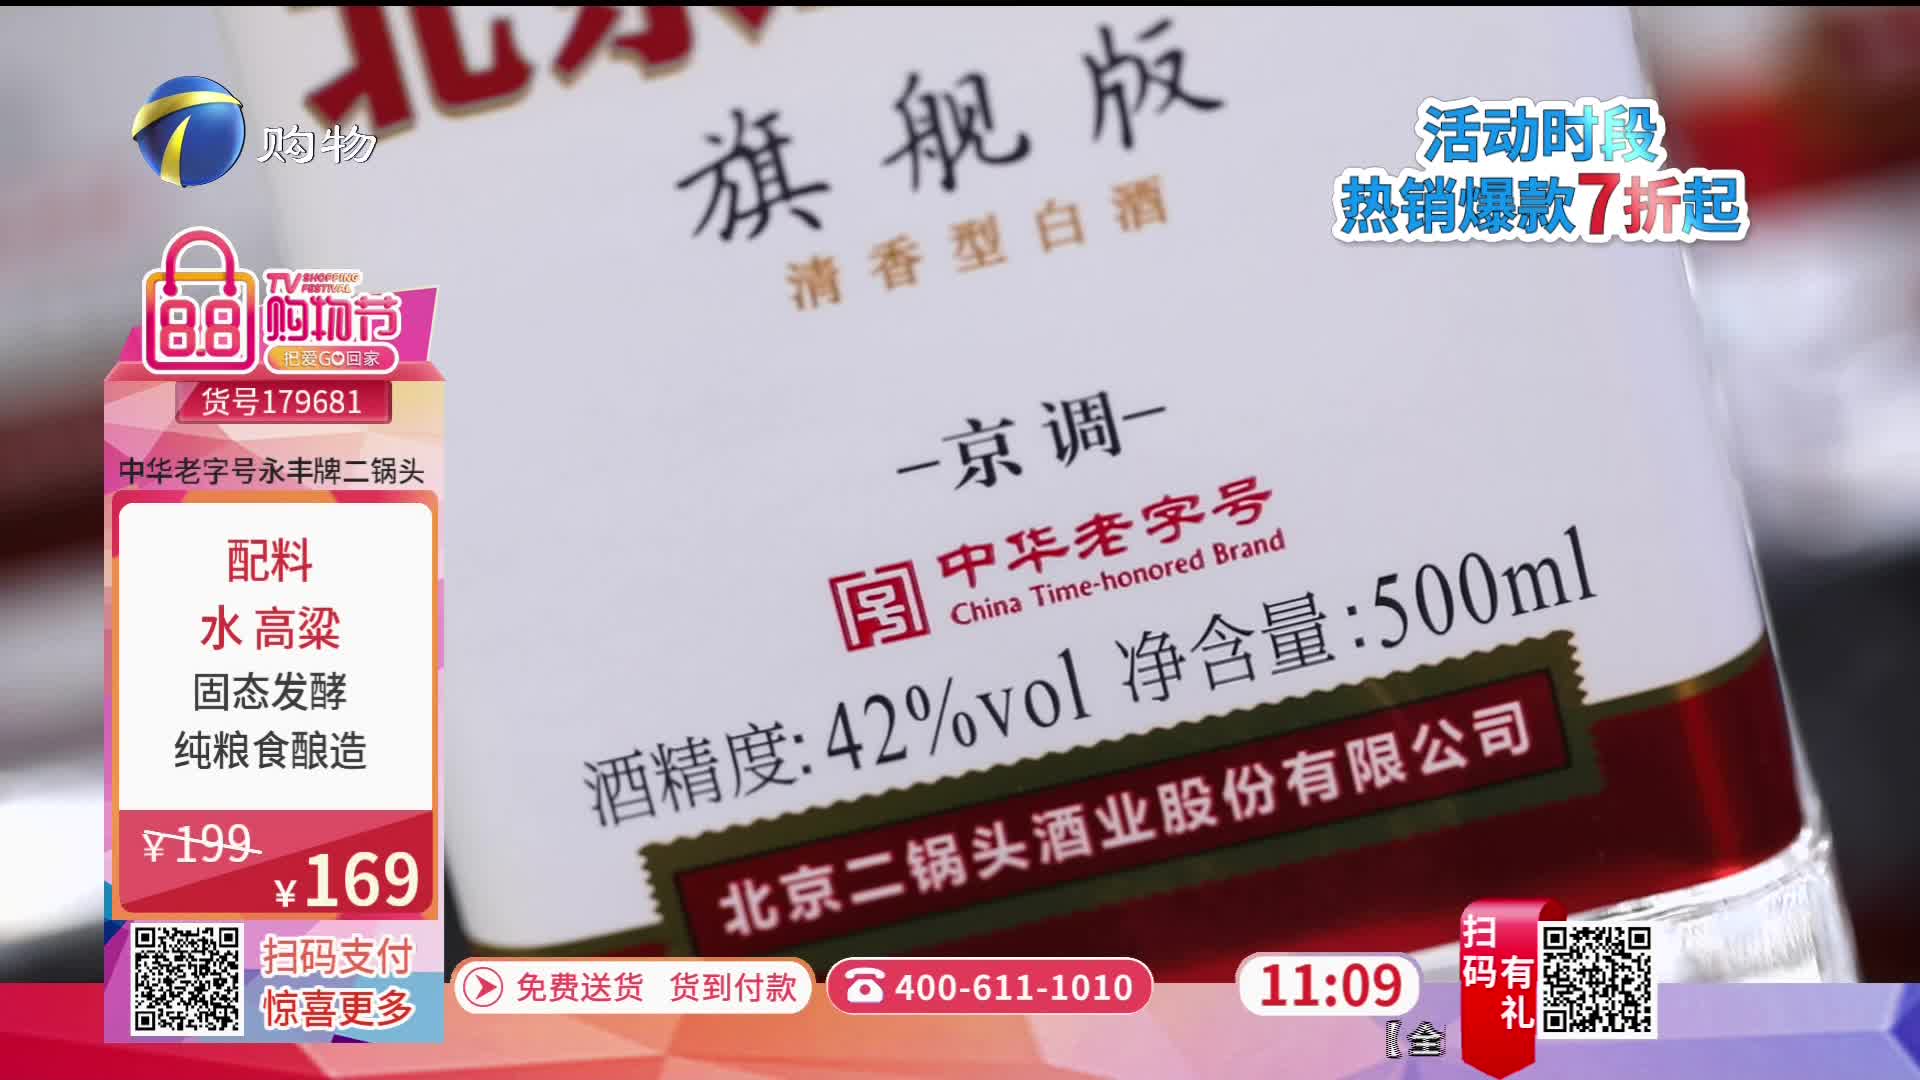 购物
活动时段
热销爆款7折起
8.8
TV SHOPPING FESTIVAL
购物节
把爱GO回家
货号179681
中华老字号永丰牌二锅头
配料
水 高粱
固态发酵
纯粮食酿造
¥199
¥169
扫码支付
惊喜更多
北京
旗舰版
清香型白酒
–京调–
中华老字号
China Time-honored Brand
酒精度:42%vol 净含量:500ml
北京二锅头酒业股份有限公司
免费送货 货到付款
400-611-1010
11:09
扫码有礼
【全